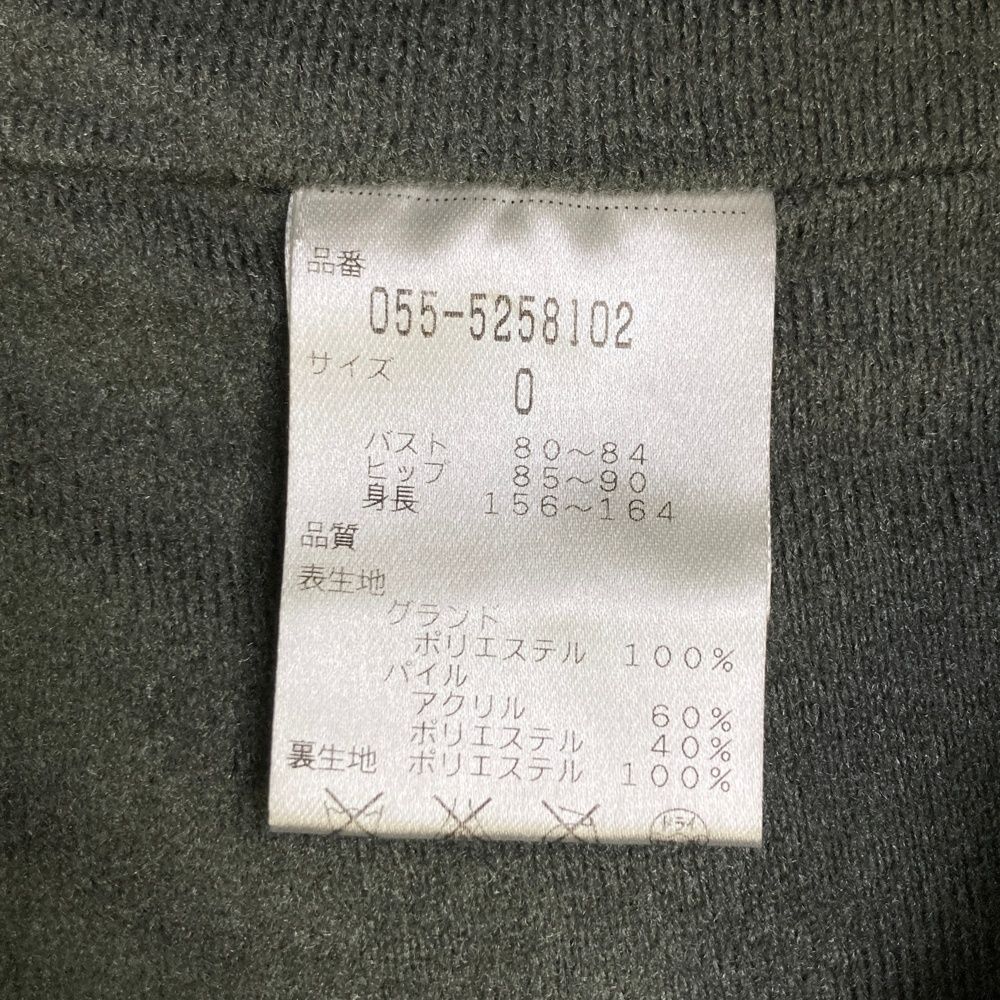 品番
055-5258102
サイズ
0
バスト 80～84
ヒップ 85～90
身長 156～164
品質
表生地
グランド
ポリエステル 100%
パイル
アクリル 60%
ポリエステル 40%
裏生地 ポリエステル 100%
ドライ